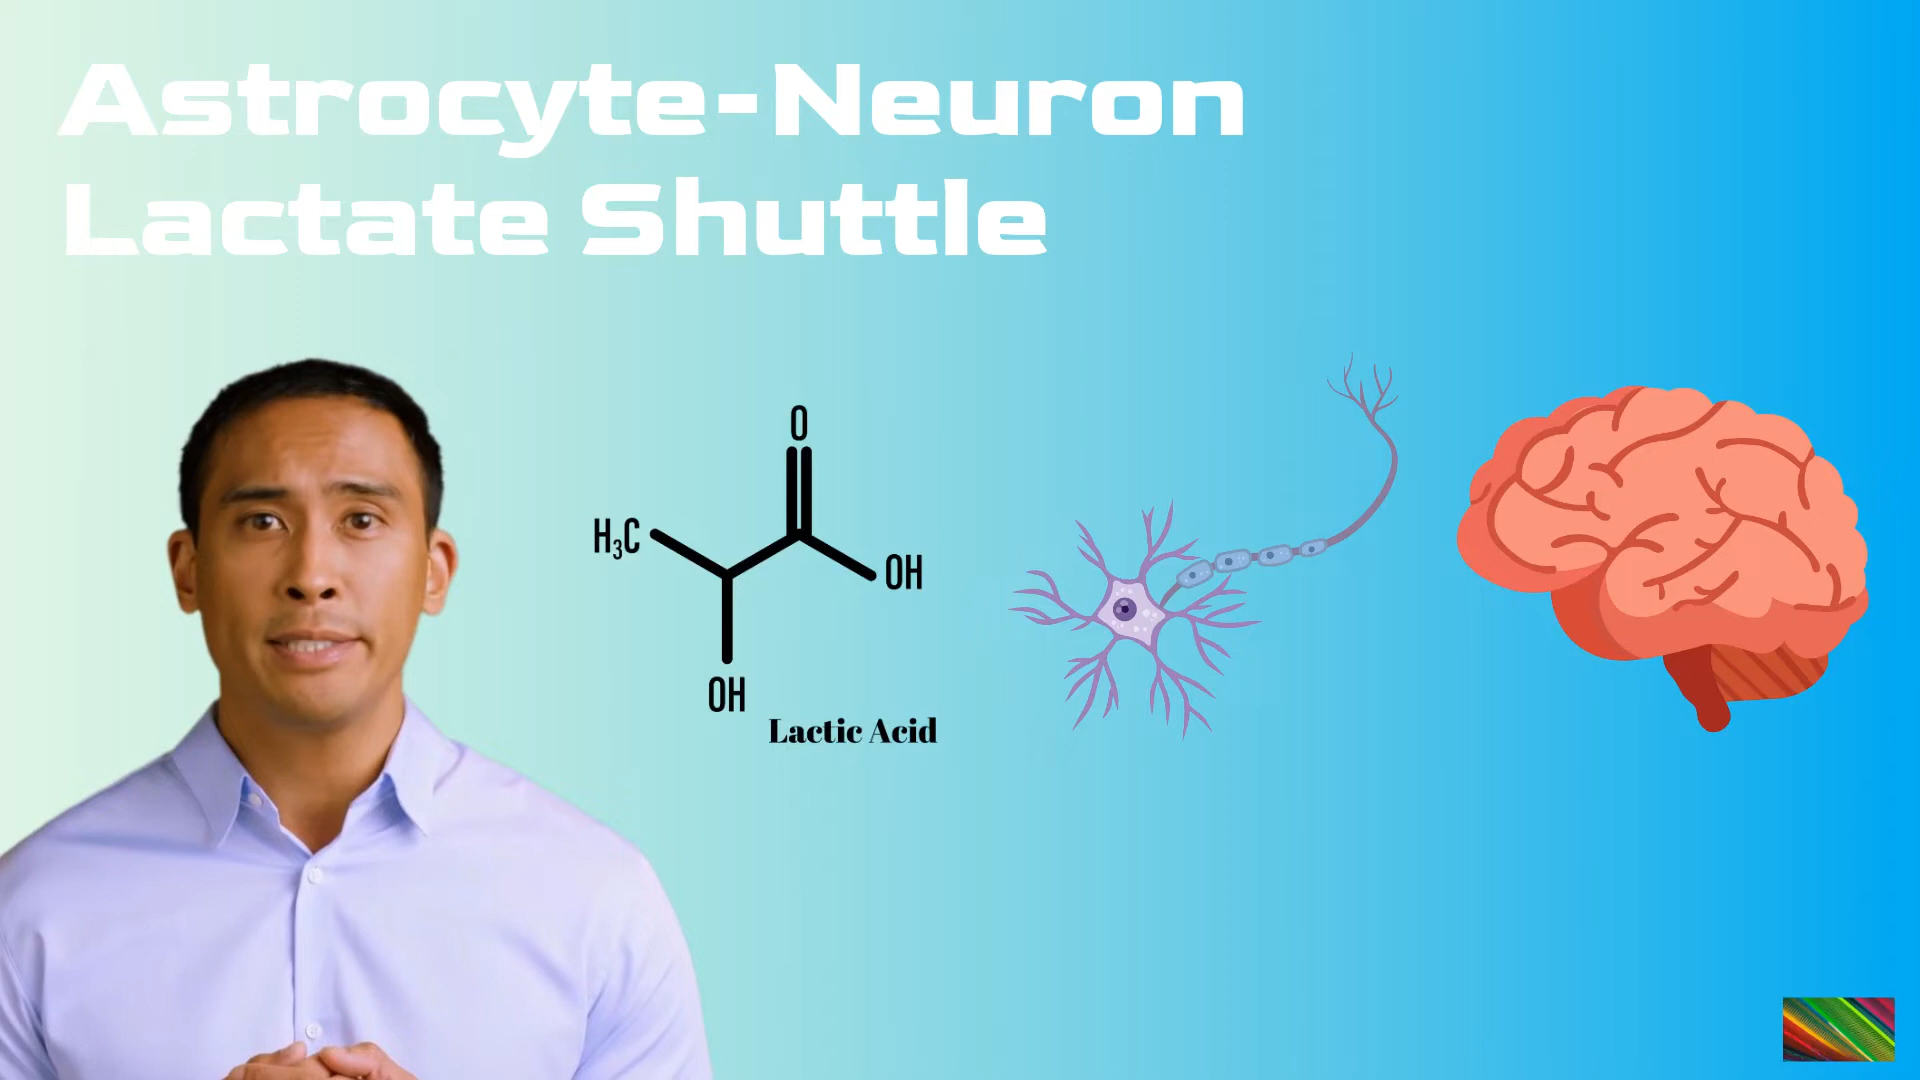 Astrocyte-Neuron
Lactate Shuttle
O
H₃C
OH
OH
Lactic Acid